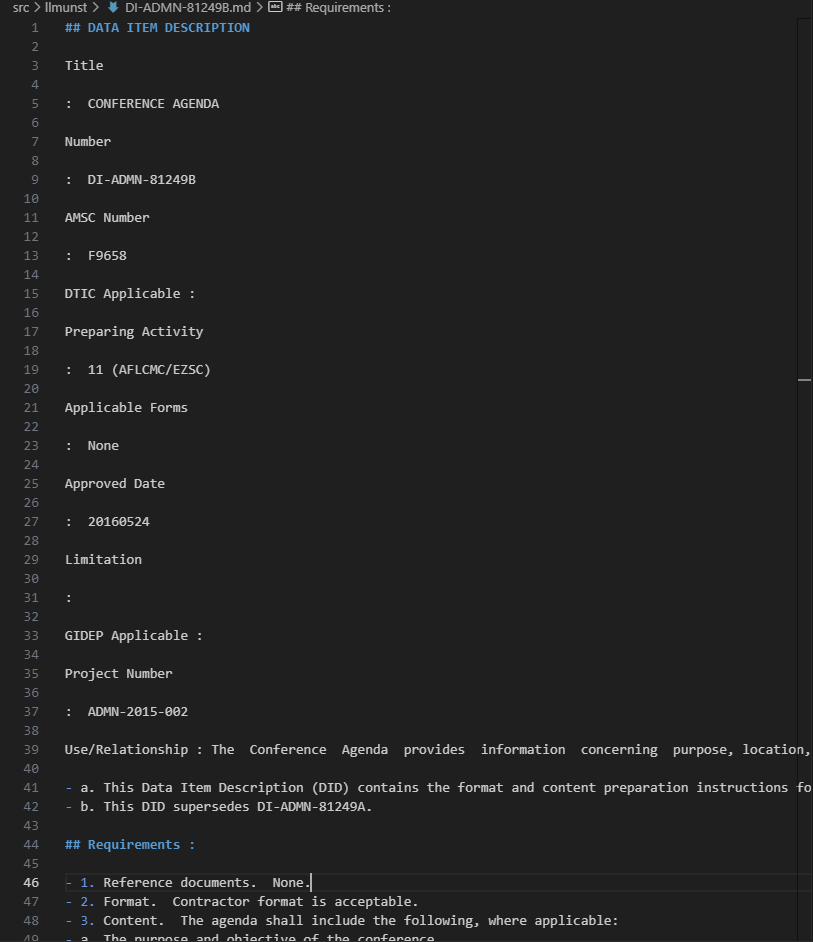 src > llmunst > DI-ADMN-81249B.md > ## Requirements :
1 ## DATA ITEM DESCRIPTION
2
3 Title
4
5 :  CONFERENCE AGENDA
6
7 Number
8
9 :  DI-ADMN-81249B
10
11 AMSC Number
12
13 :  F9658
14
15 DTIC Applicable :
16
17 Preparing Activity
18
19 :  11 (AFLCMC/EZSC)
20
21 Applicable Forms
22
23 :  None
24
25 Approved Date
26
27 :  20160524
28
29 Limitation
30
31 :
32
33 GIDEP Applicable :
34
35 Project Number
36
37 :  ADMN-2015-002
38
39 Use/Relationship : The  Conference  Agenda  provides  information  concerning  purpose, location,
40
41 - a. This Data Item Description (DID) contains the format and content preparation instructions fo
42 - b. This DID supersedes DI-ADMN-81249A.
43
44 ## Requirements :
45
46 - 1. Reference documents.  None.
47 - 2. Format.  Contractor format is acceptable.
48 - 3. Content.  The agenda shall include the following, where applicable:
49 - a. The purpose and objective of the conference